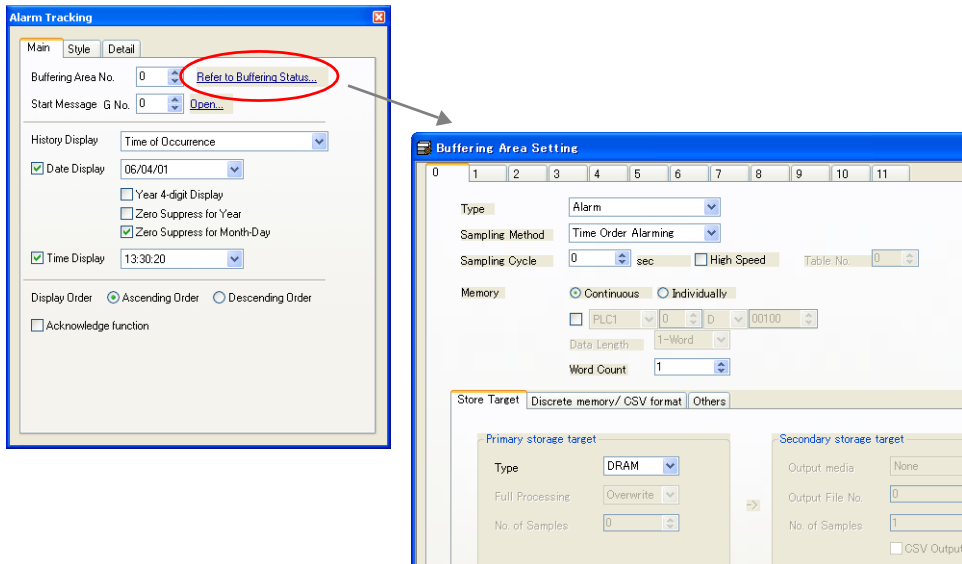 Alarm Tracking
Main Style Detail
Buffering Area No. 0 Refer to Buffering Status...
Start Message G No. 0 Open...
History Display Time of Occurrence
Date Display 06/04/01
Year 4-digit Display
Zero Suppress for Year
Zero Suppress for Month-Day
Time Display 13:30:20
Display Order Ascending Order Descending Order
Acknowledge function
Buffering Area Setting
0 1 2 3 4 5 6 7 8 9 10 11
Type Alarm
Sampling Method Time Order Alarming
Sampling Cycle 0 sec High Speed Table No. 0
Memory Continuous Individually
PLC1 0 D 00100
Data Length 1-Word
Word Count 1
Store Target Discrete memory/ CSV format Others
Primary storage target Secondary storage target
Type DRAM Output media None
Full Processing Overwrite Output File No. 0
No. of Samples 0 No. of Samples 1
CSV Output